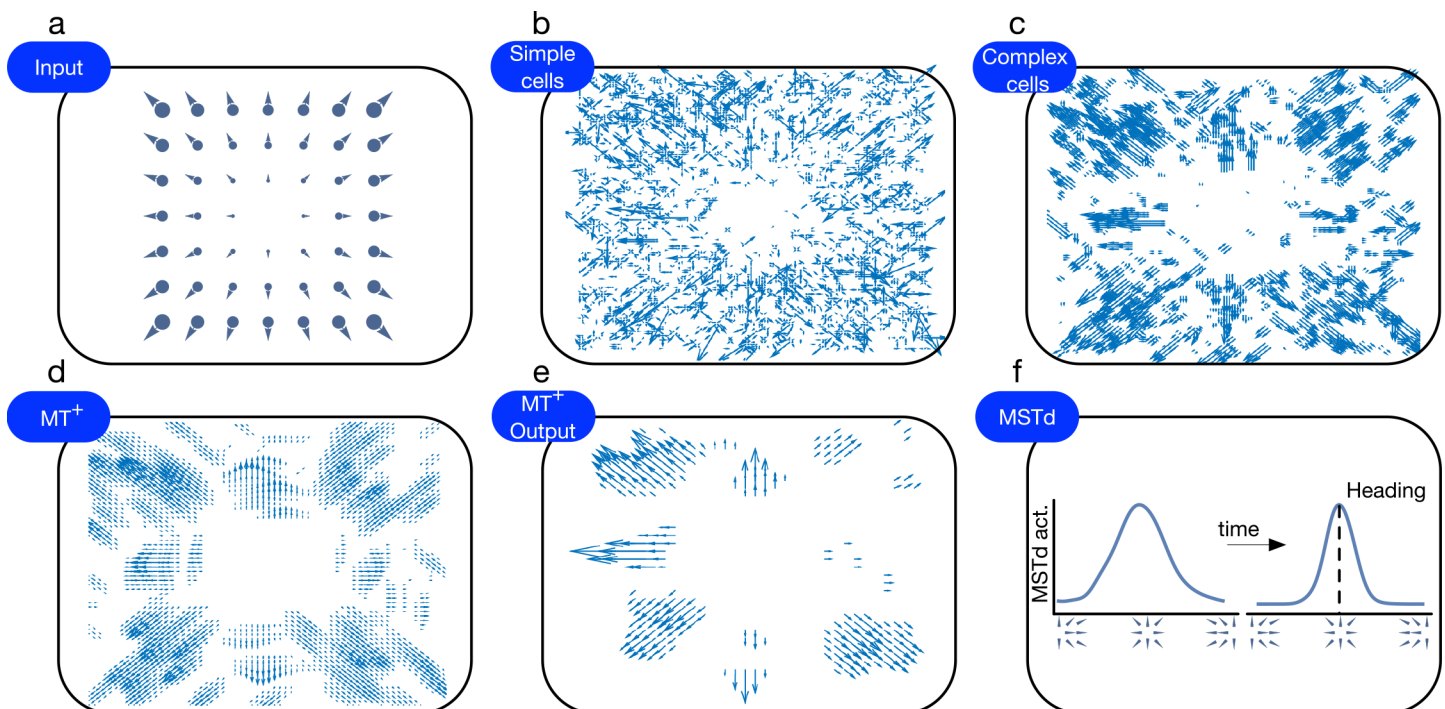 a
Input
b
Simple
cells
c
Complex
cells
d
MT⁺
e
MT⁺
Output
f
MSTd
MSTd act.
time
Heading